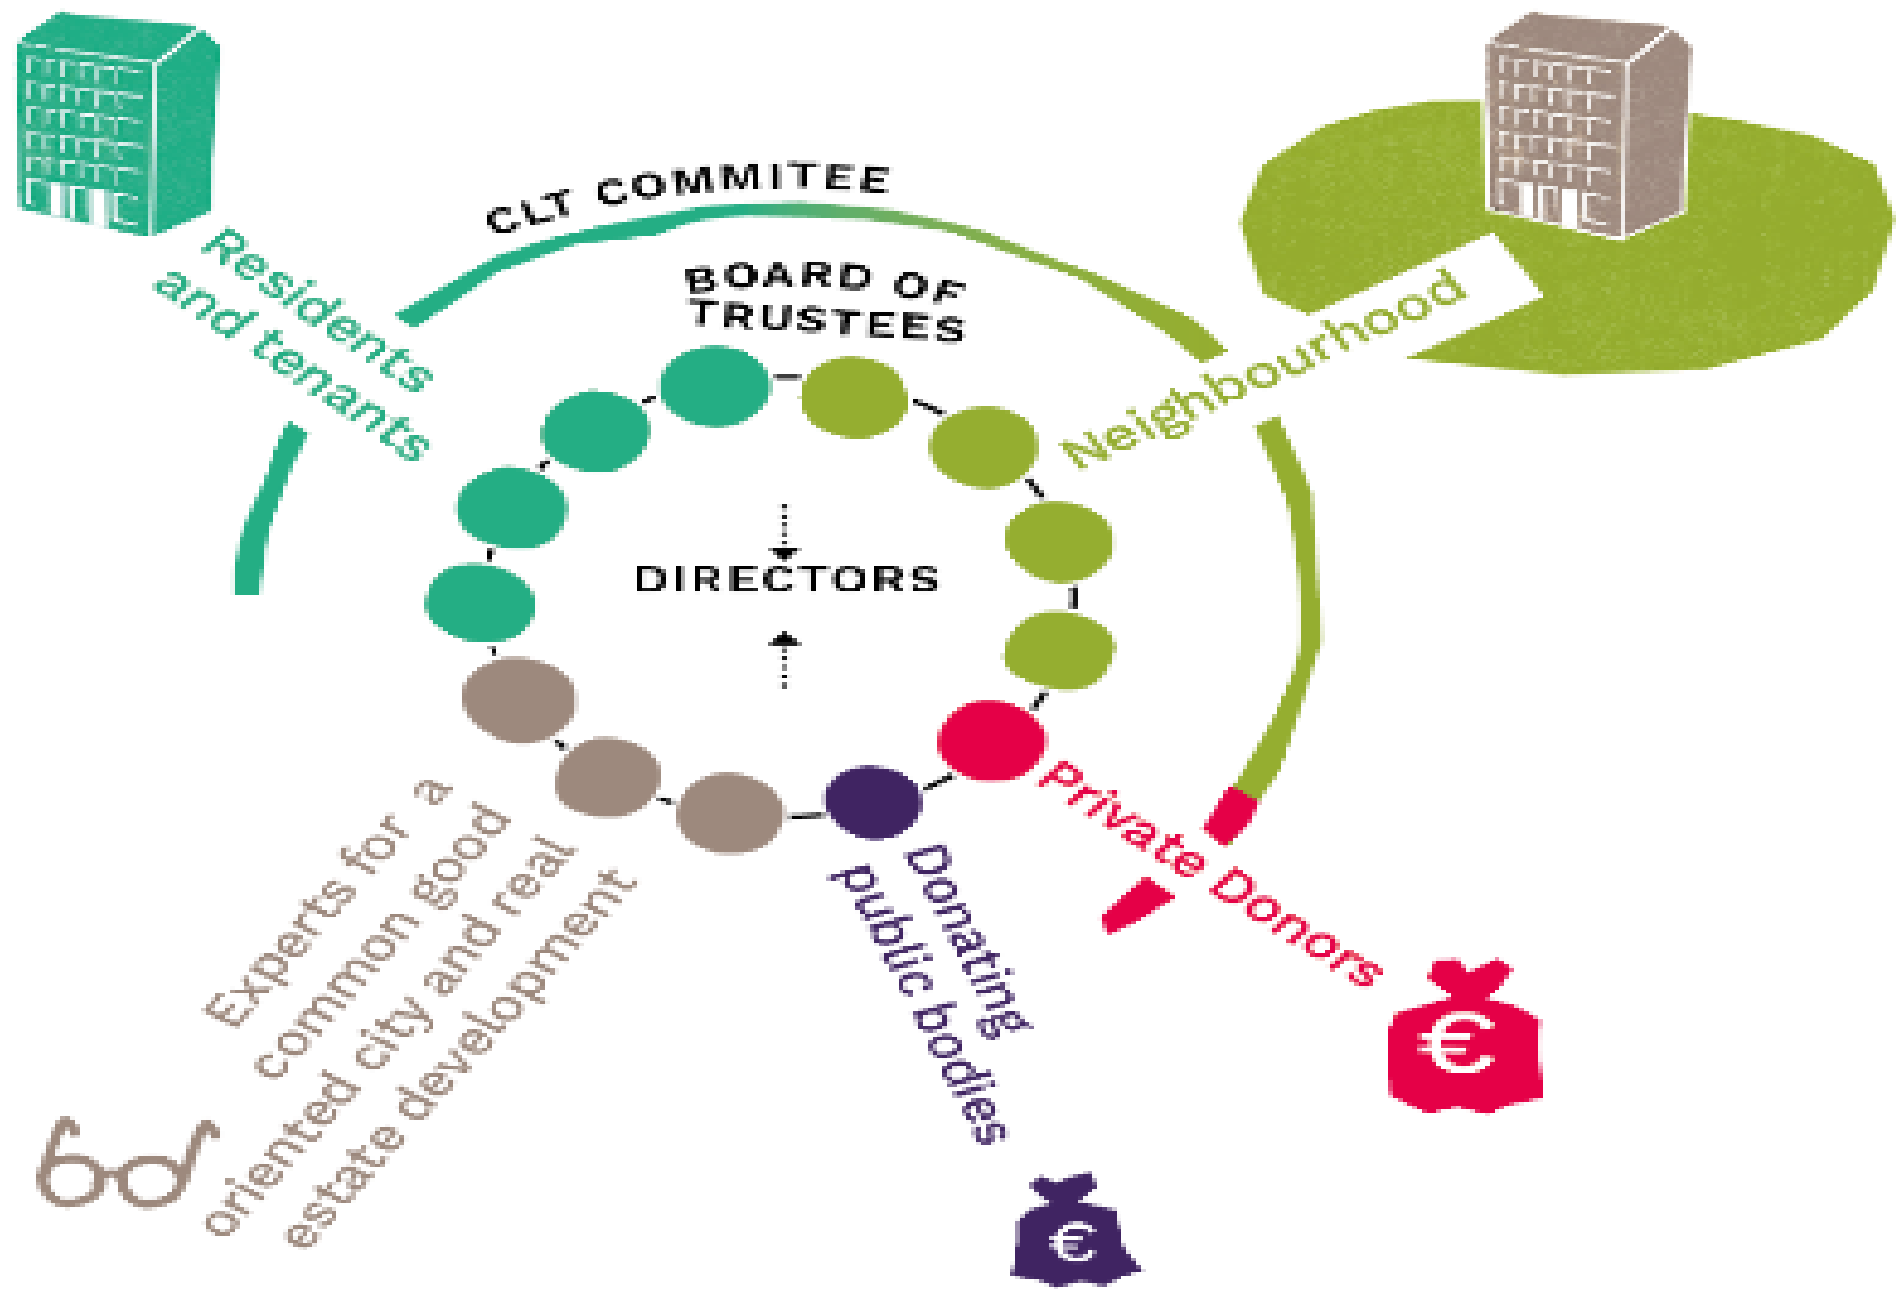 CLT COMMITEE
BOARD OF
TRUSTEES
DIRECTORS
Residents
and tenants
Neighbourhood
Private Donors
€
Donating
public bodies
€
Experts for a
common good
oriented city and real
estate development